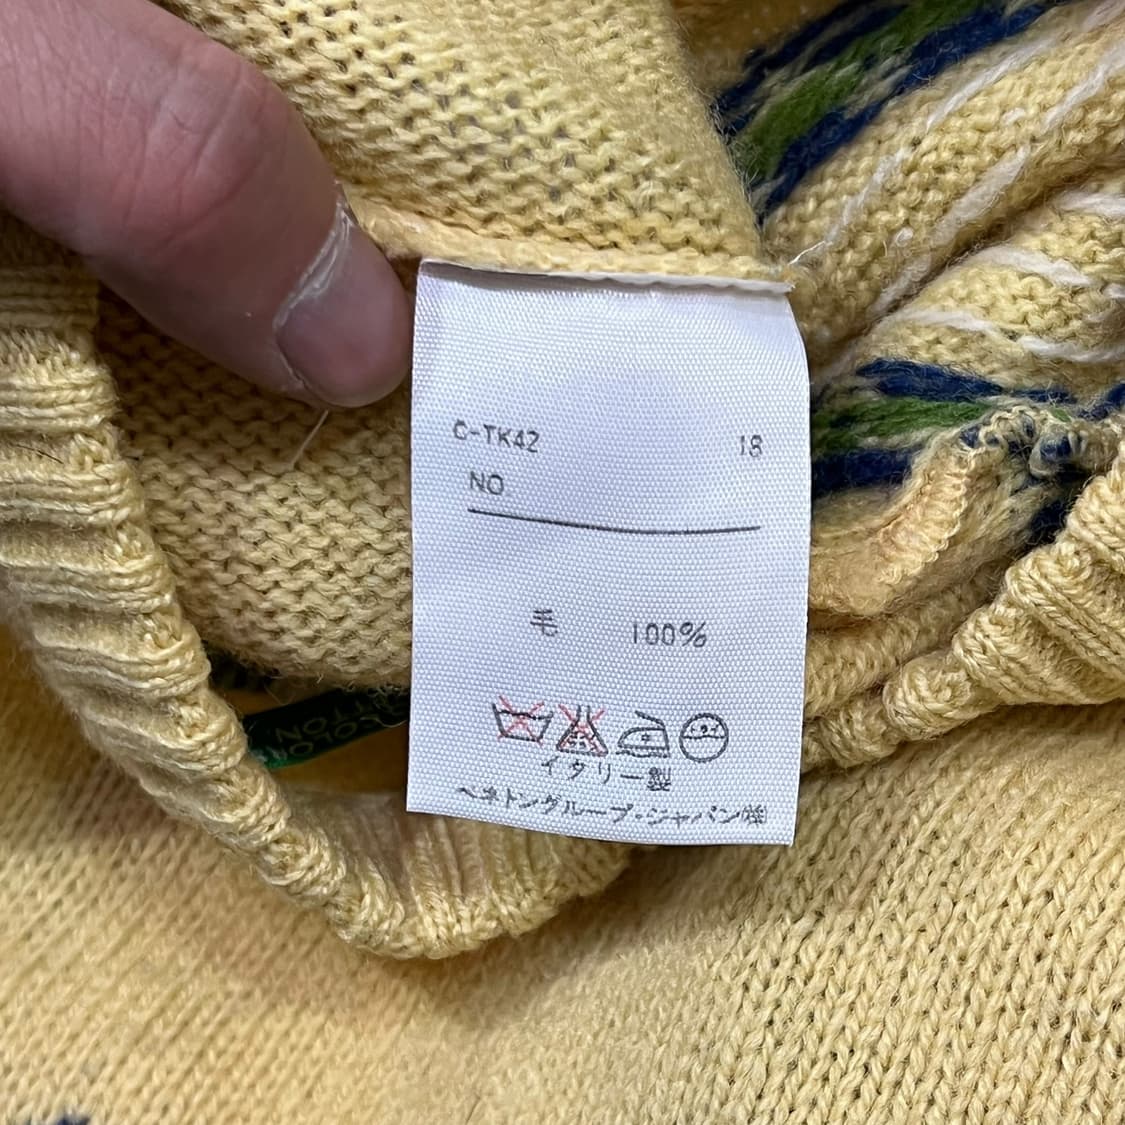 C-TK42 18
NO.
毛 100%
イタリー製
ベネトングループ・ジャパン㈱